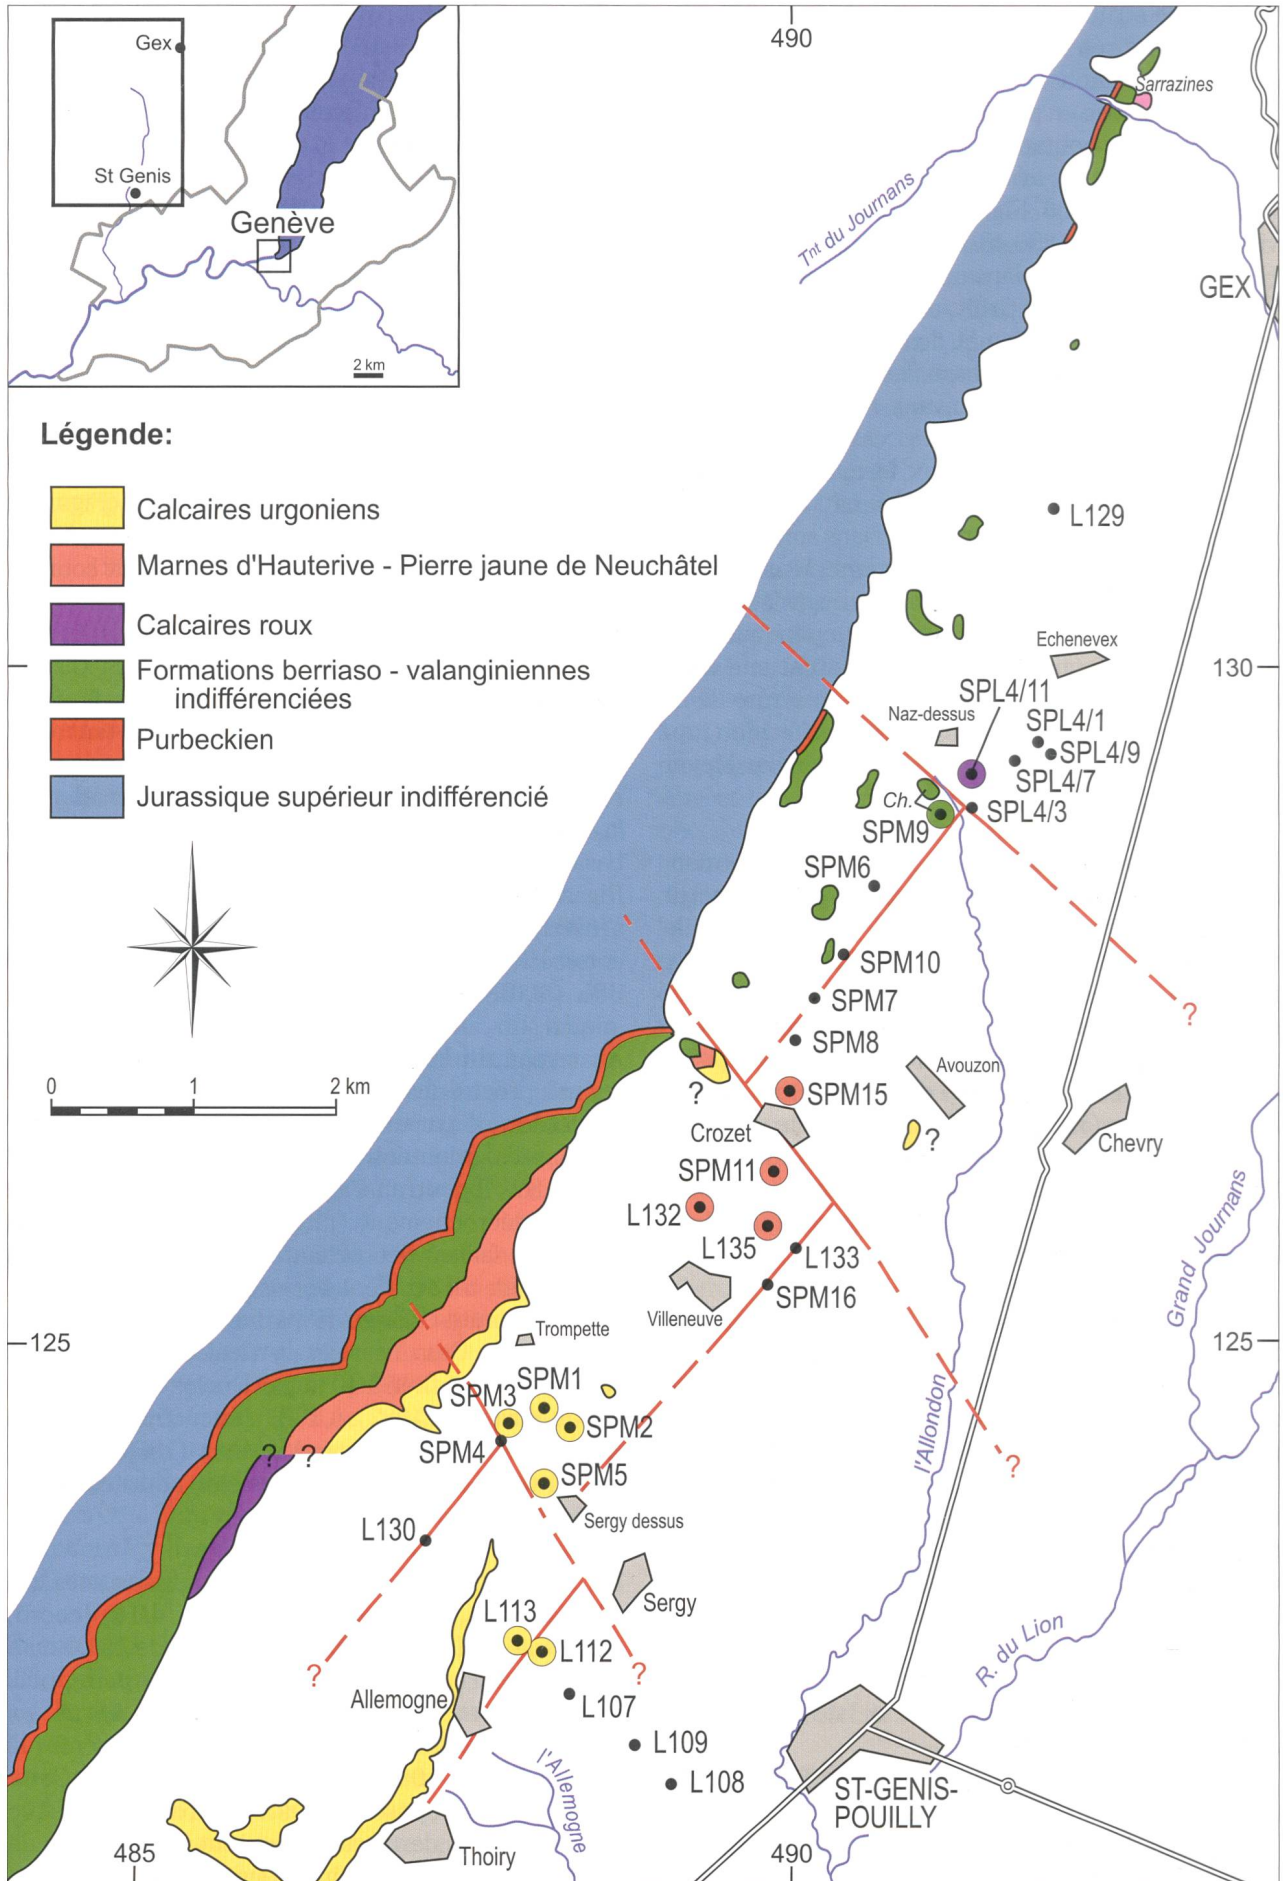 490
Gex
St Genis
Genève
2 km
Sarrazines
Tnt du Journans
GEX
Légende:
Calcaires urgoniens
Marnes d'Hauterive - Pierre jaune de Neuchâtel
Calcaires roux
Formations berriaso - valanginiennes
indifférenciées
Purbeckien
Jurassique supérieur indifférencié
L129
Echenevex
130
SPL4/11
Naz-dessus
SPL4/1
SPL4/9
SPL4/7
Ch.
SPL4/3
SPM9
SPM6
SPM10
SPM7
?
SPM8
0 1 2 km
Avouzon
?
SPM15
Crozet
?
Chevry
SPM11
L132
L135
L133
SPM16
Villeneuve
Grand Journans
125
Trompette
125
SPM1
SPM3
SPM2
SPM4
? ?
SPM5
l'Allondon
?
Sergy dessus
L130
Sergy
L113
L112
R. du Lion
?
?
Allemogne
L107
L109
L108
l'Allemogne
ST-GENIS-
POUILLY
Thoiry
485
490